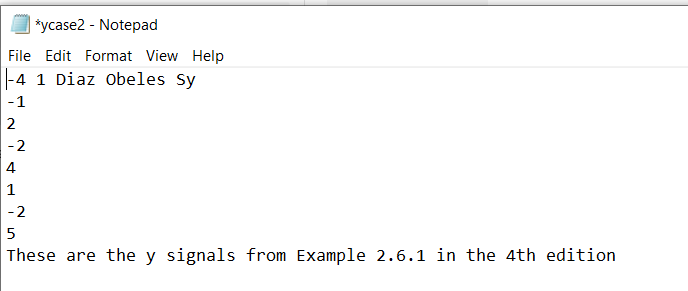 *ycase2 - Notepad
File Edit Format View Help
-4 1 Diaz Obeles Sy
-1
2
-2
4
1
-2
5
These are the y signals from Example 2.6.1 in the 4th edition